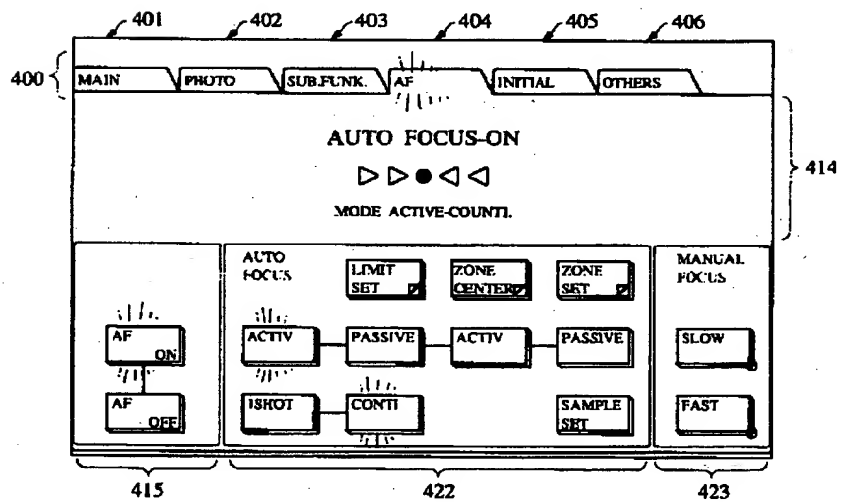 401 402 403 404 405 406
400
MAIN PHOTO SUB.FUNK. AF INITIAL OTHERS
AUTO FOCUS-ON
414
MODE ACTIVE-COUNTI.
AUTO FOCUS
LIMIT SET
ZONE CENTER
ZONE SET
MANUAL FOCUS
AF ON
ACTIV PASSIVE ACTIV PASSIVE
SLOW
AF OFF
1SHOT CONTI
SAMPLE SET
FAST
415 422 423